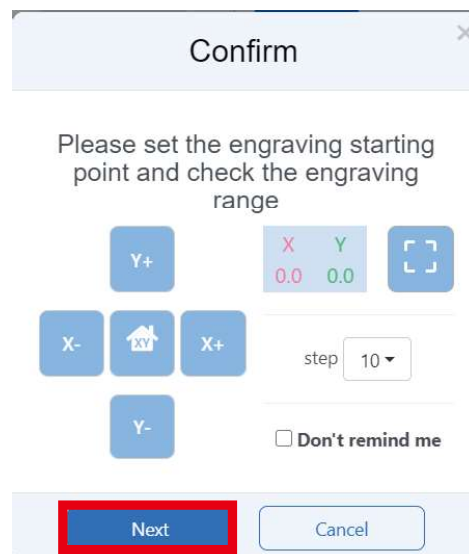 Confirm
×
Please set the engraving starting
point and check the engraving
range
Y+
X Y
0.0 0.0
X- XY X+
step 10
Y-
Don't remind me
Next Cancel